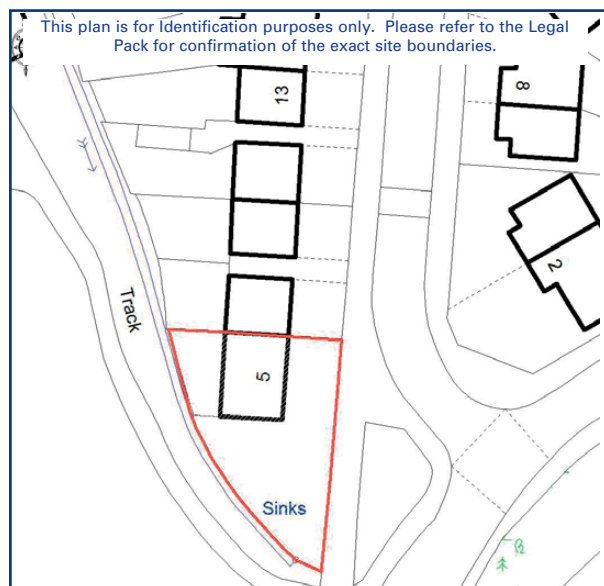 This plan is for Identification purposes only. Please refer to the Legal
Pack for confirmation of the exact site boundaries.
13
8
2
Track
5
Sinks